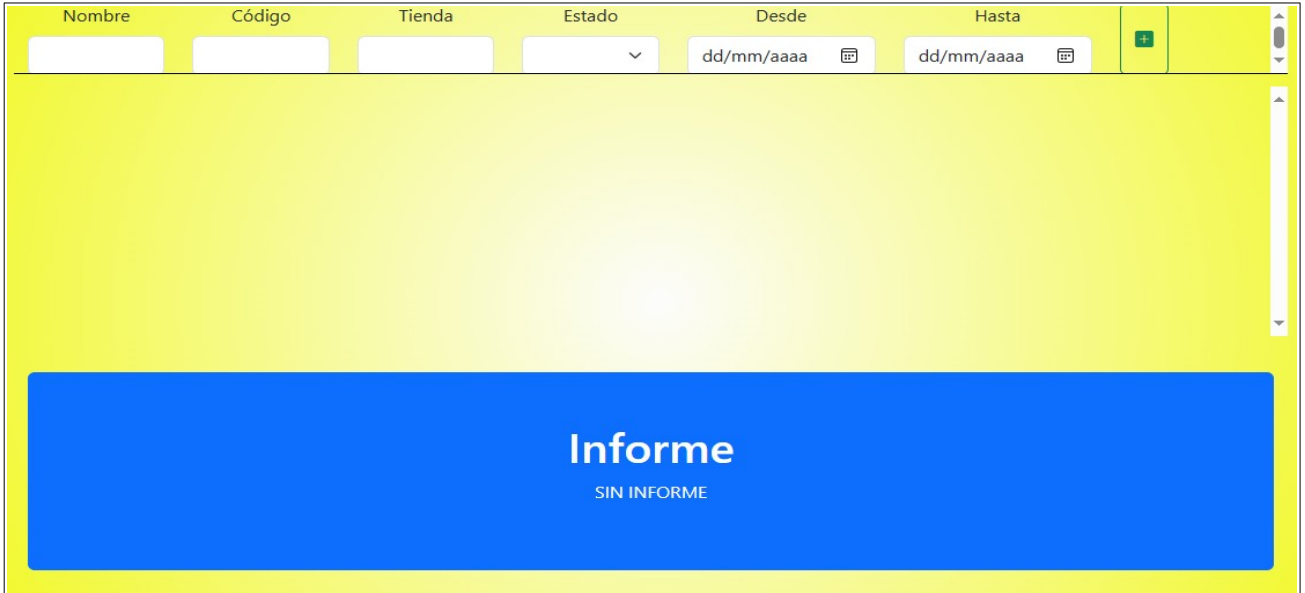 Nombre Código Tienda Estado Desde Hasta
dd/mm/aaaa dd/mm/aaaa
Informe
SIN INFORME